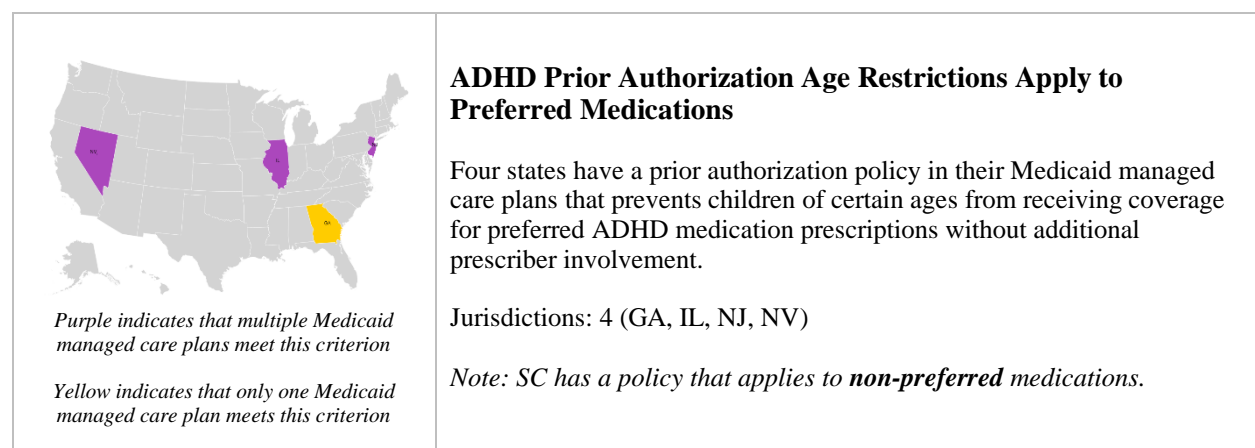 ADHD Prior Authorization Age Restrictions Apply to
Preferred Medications
Four states have a prior authorization policy in their Medicaid managed
care plans that prevents children of certain ages from receiving coverage
for preferred ADHD medication prescriptions without additional
prescriber involvement.
Jurisdictions: 4 (GA, IL, NJ, NV)
Note: SC has a policy that applies to non-preferred medications.
NV
IL
GA
Purple indicates that multiple Medicaid
managed care plans meet this criterion
Yellow indicates that only one Medicaid
managed care plan meets this criterion